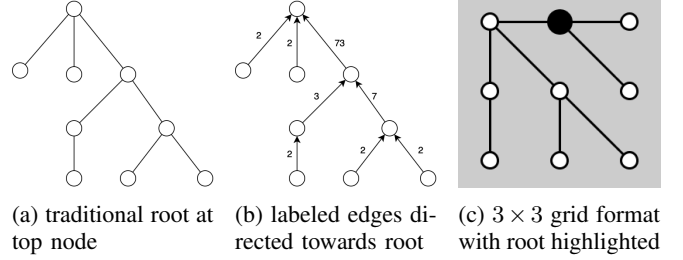 2
2
73
3
7
2
2
2
(a) traditional root at
top node
(b) labeled edges di-
rected towards root
(c) 3 × 3 grid format
with root highlighted